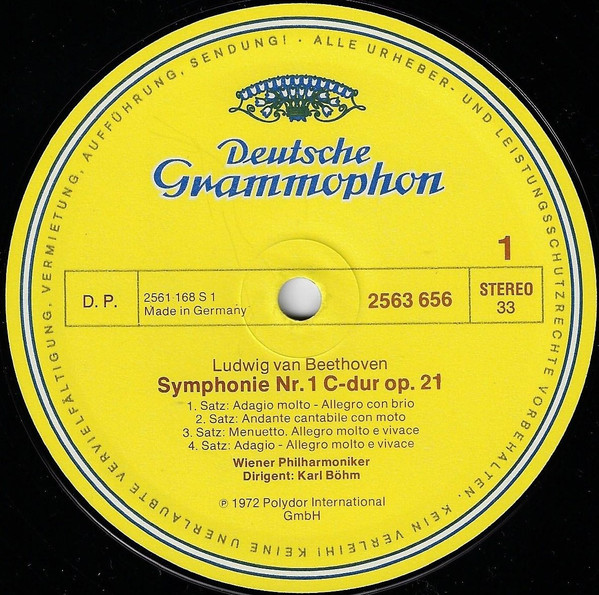 ALLE URHEBER- UND LEISTUNGSSCHUTZRECHTE VORBEHALTEN. KEIN VERLEIH! KEINE UNERLAUBTE VERVIELFÄLTIGUNG, VERMIETUNG, AUFFÜHRUNG, SENDUNG! ·
Deutsche
Grammophon
1
D. P.
2561 168 S 1
Made in Germany
2563 656
STEREO
33
Ludwig van Beethoven
Symphonie Nr. 1 C-dur op. 21
1. Satz: Adagio molto - Allegro con brio
2. Satz: Andante cantabile con moto
3. Satz: Menuetto. Allegro molto e vivace
4. Satz: Adagio - Allegro molto e vivace
Wiener Philharmoniker
Dirigent: Karl Böhm
℗ 1972 Polydor International
GmbH